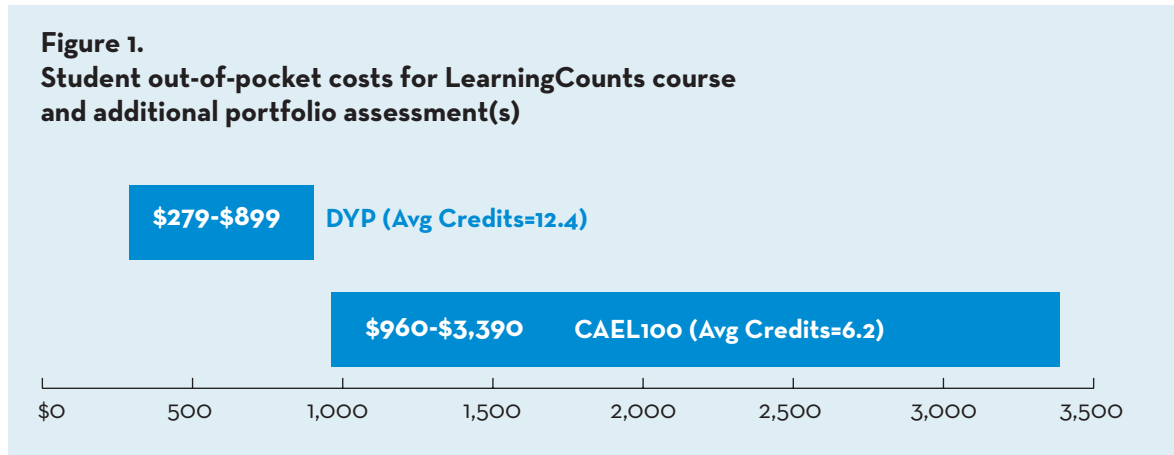 Figure 1.
Student out-of-pocket costs for LearningCounts course
and additional portfolio assessment(s)
$279-$899 DYP (Avg Credits=12.4)
$960-$3,390 CAEL100 (Avg Credits=6.2)
$0 500 1,000 1,500 2,000 2,500 3,000 3,500